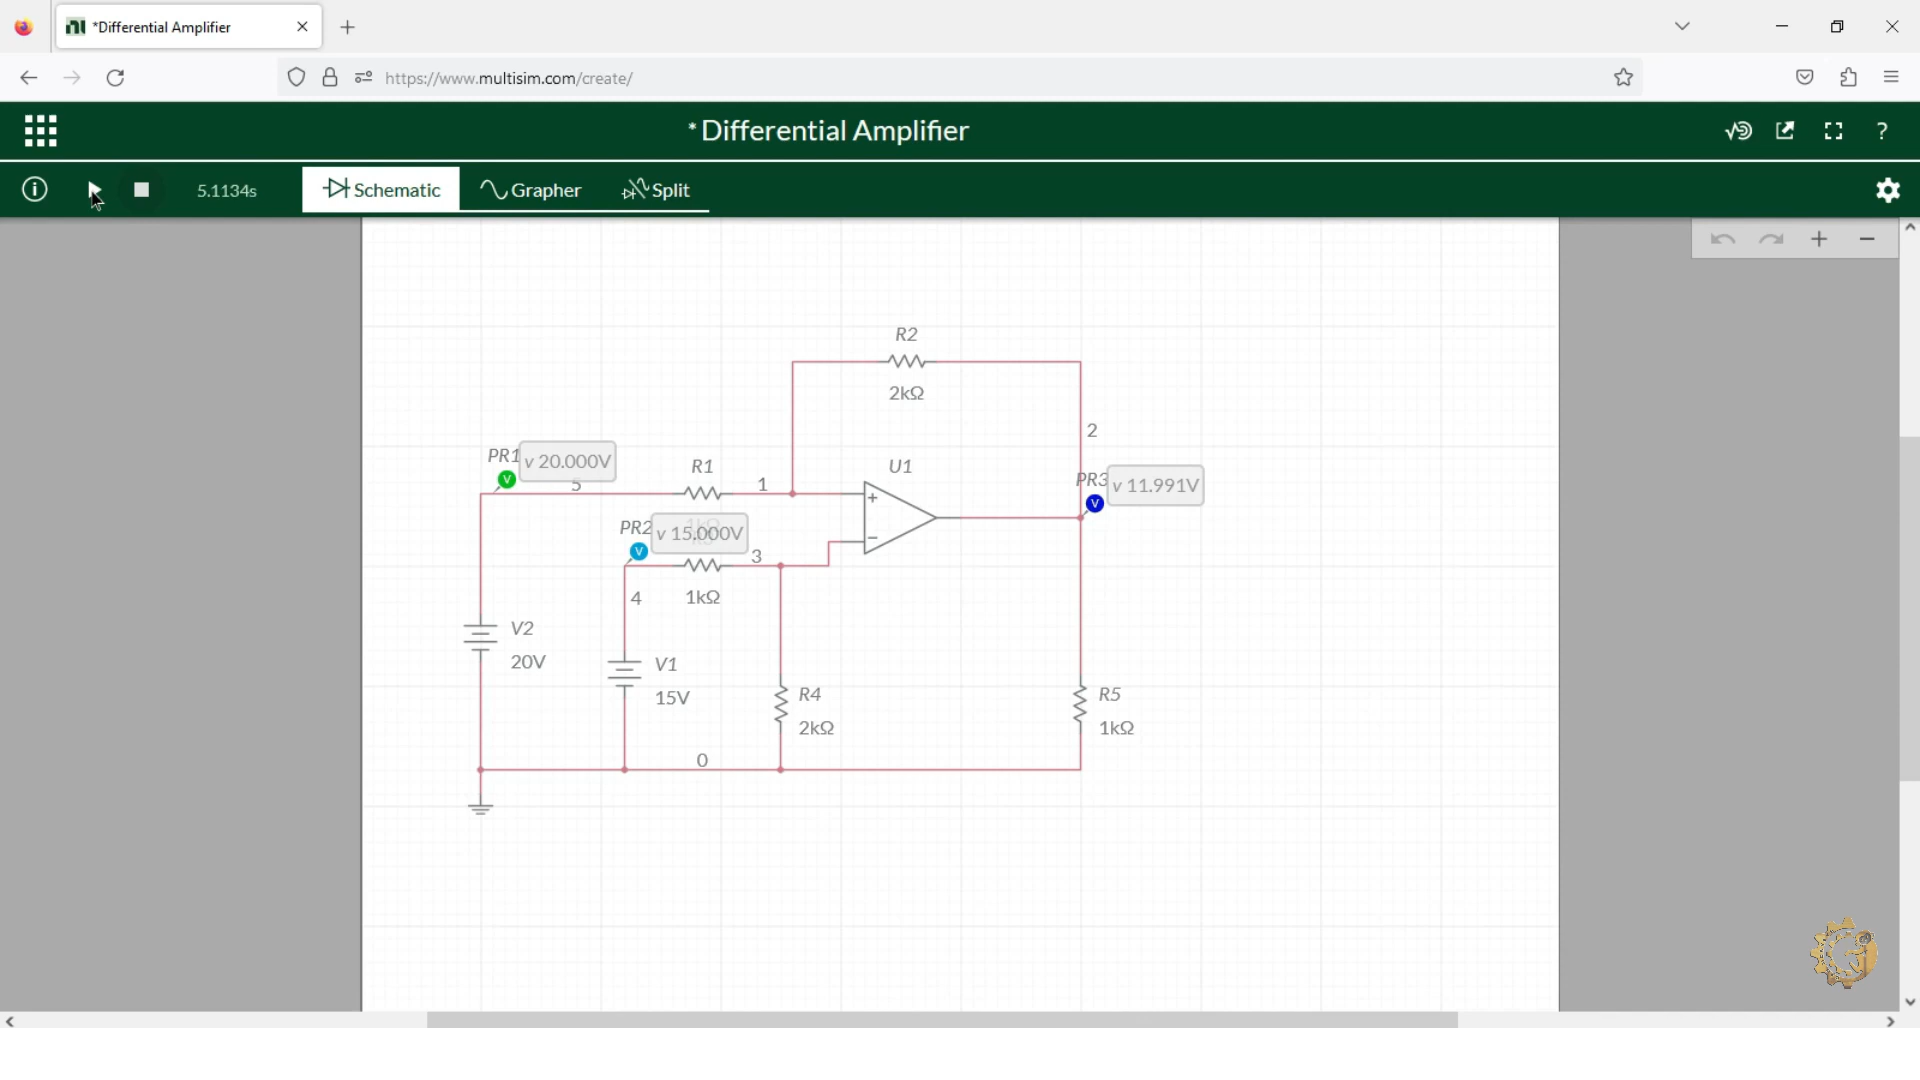 *Differential Amplifier
https://www.multisim.com/create/
* Differential Amplifier
?
5.1134s
Schematic
Grapher
Split
R2
2kΩ
2
PR1
v 20.000V
V
5
R1
1
U1
+
−
PR3
v 11.991V
V
PR2
v 15.000V
V
3
4
1kΩ
V2
20V
V1
15V
R4
2kΩ
R5
1kΩ
0